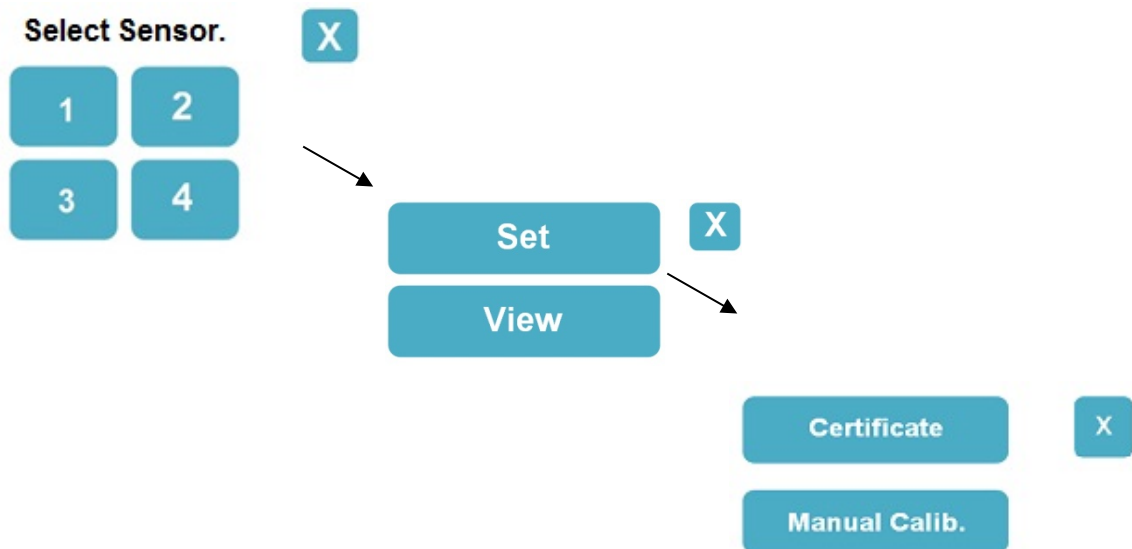 Select Sensor.
X
1 2
3 4
Set
X
View
Certificate
X
Manual Calib.